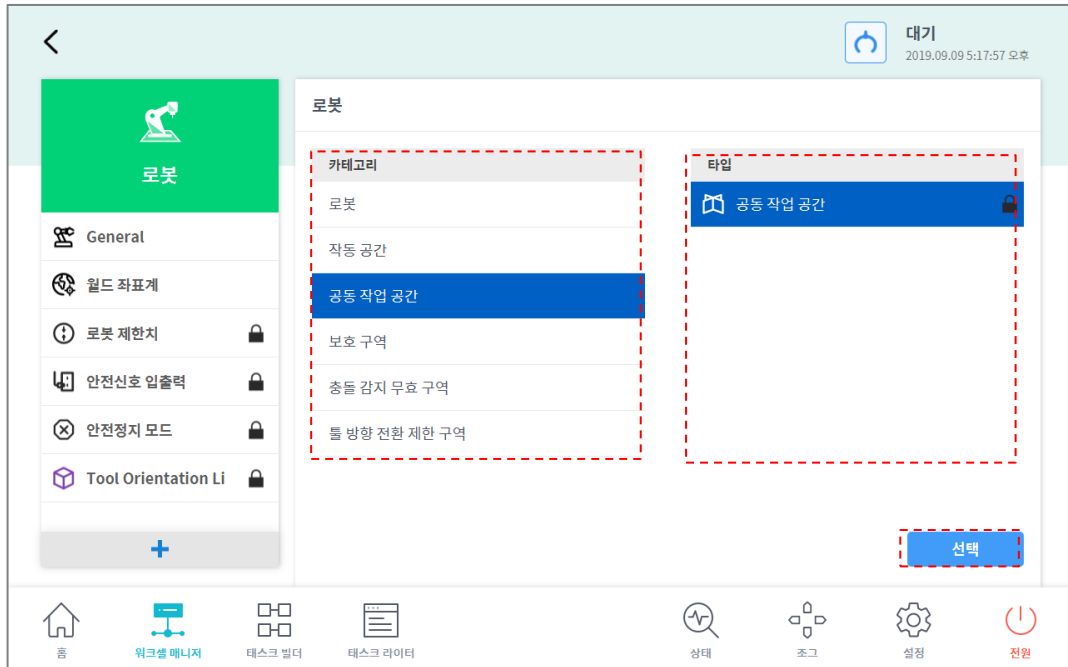 대기
2019.09.09 5:17:57 오후
로봇
General
월드 좌표계
로봇 제한치
안전신호 입출력
안전정지 모드
Tool Orientation Li
+
로봇
카테고리
로봇
작동 공간
공동 작업 공간
보호 구역
충돌 감지 무효 구역
툴 방향 전환 제한 구역
타입
공동 작업 공간
선택
홈
워크셀 매니저
태스크 빌더
태스크 라이터
상태
조그
설정
전원